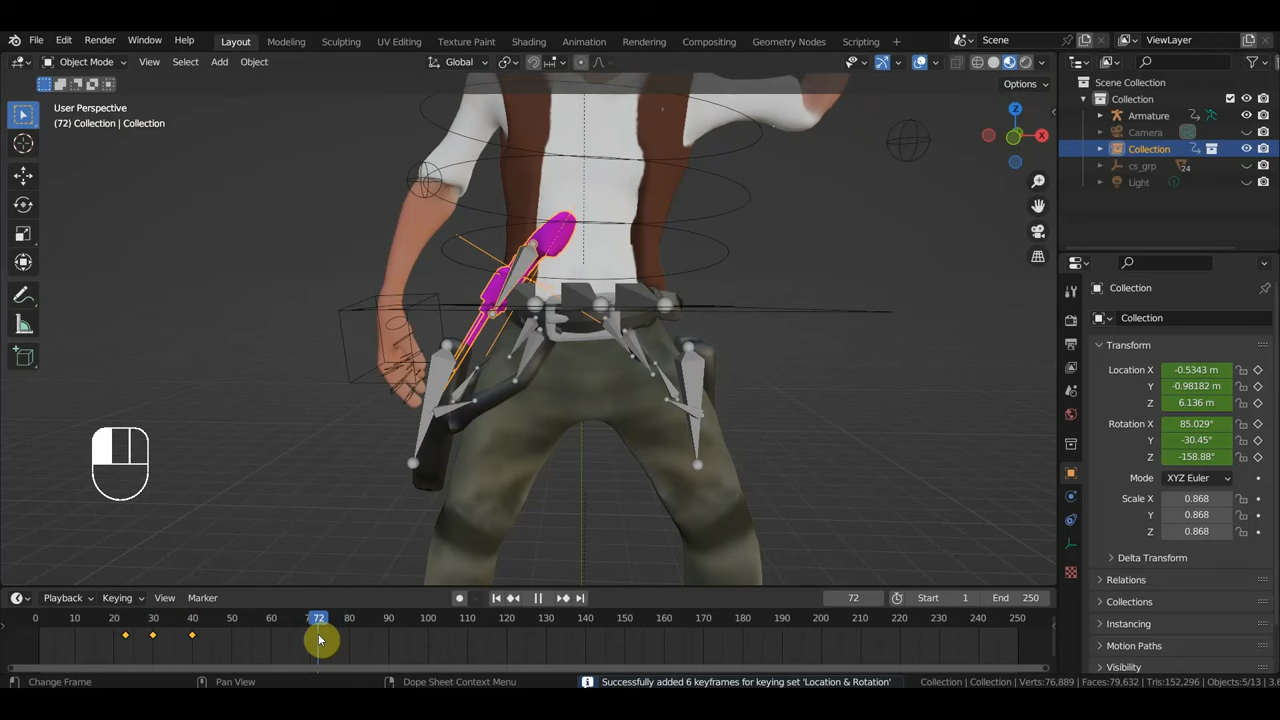 File Edit Render Window Help
Layout Modeling Sculpting UV Editing Texture Paint Shading Animation Rendering Compositing Geometry Nodes Scripting +
Scene
ViewLayer
Object Mode View Select Add Object
Global
Options
User Perspective
(72) Collection | Collection
Z
X
Scene Collection
Collection
Armature
Camera
Collection
cs_grp
24
Light
Collection
Collection
Transform
Location X -0.5343 m
Y -0.98182 m
Z 6.136 m
Rotation X 85.029°
Y -30.45°
Z -158.88°
Mode XYZ Euler
Scale X 0.868
Y 0.868
Z 0.868
Delta Transform
Relations
Collections
Instancing
Motion Paths
Visibility
Playback Keying View Marker
72
Start 1
End 250
0 10 20 30 40 50 60 72 80 90 100 110 120 130 140 150 160 170 180 190 200 210 220 230 240 250
Change Frame
Pan View
Dope Sheet Context Menu
Successfully added 6 keyframes for keying set 'Location & Rotation'
Collection | Collection | Verts:76,889 | Faces:79,632 | Tris:152,296 | Objects:5/13 |